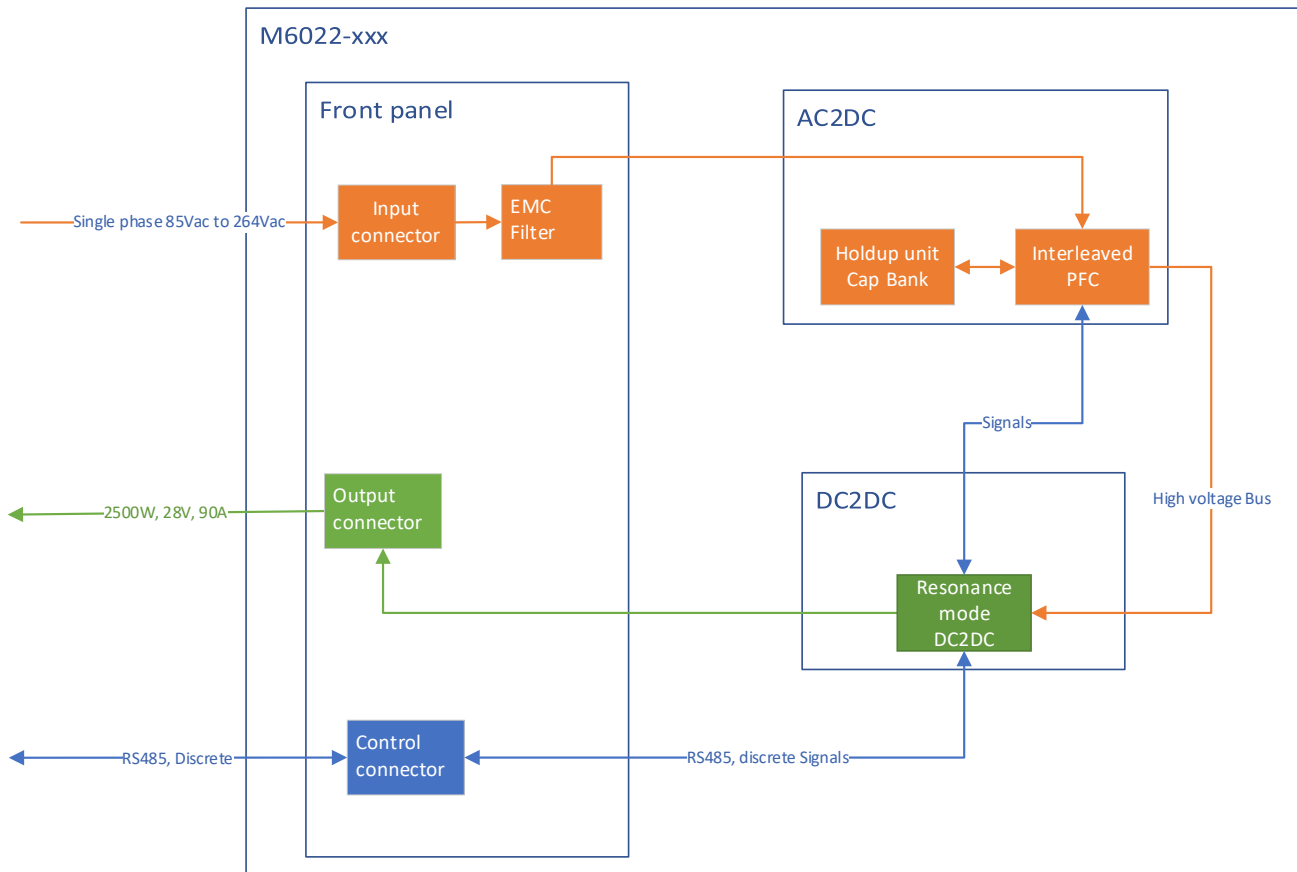 M6022-xxx
Front panel
AC2DC
Single phase 85Vac to 264Vac
Input
connector
EMC
Filter
Holdup unit
Cap Bank
Interleaved
PFC
Signals
DC2DC
High voltage Bus
2500W, 28V, 90A
Output
connector
Resonance
mode
DC2DC
RS485, Discrete
Control
connector
RS485, discrete Signals